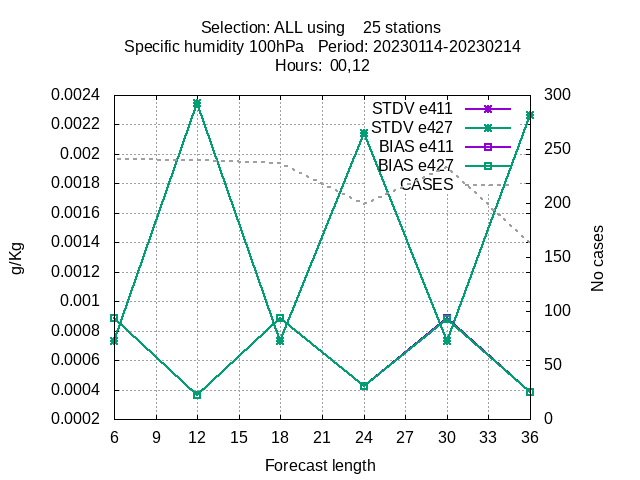 Selection: ALL using    25 stations
Specific humidity 100hPa   Period: 20230114-20230214
Hours:  00,12
0.0024
0.0022
0.002
0.0018
0.0016
0.0014
0.0012
0.001
0.0008
0.0006
0.0004
0.0002
g/Kg
STDV e411
STDV e427
BIAS e411
BIAS e427
CASES
300
250
200
150
100
50
0
No cases
6 9 12 15 18 21 24 27 30 33 36
Forecast length